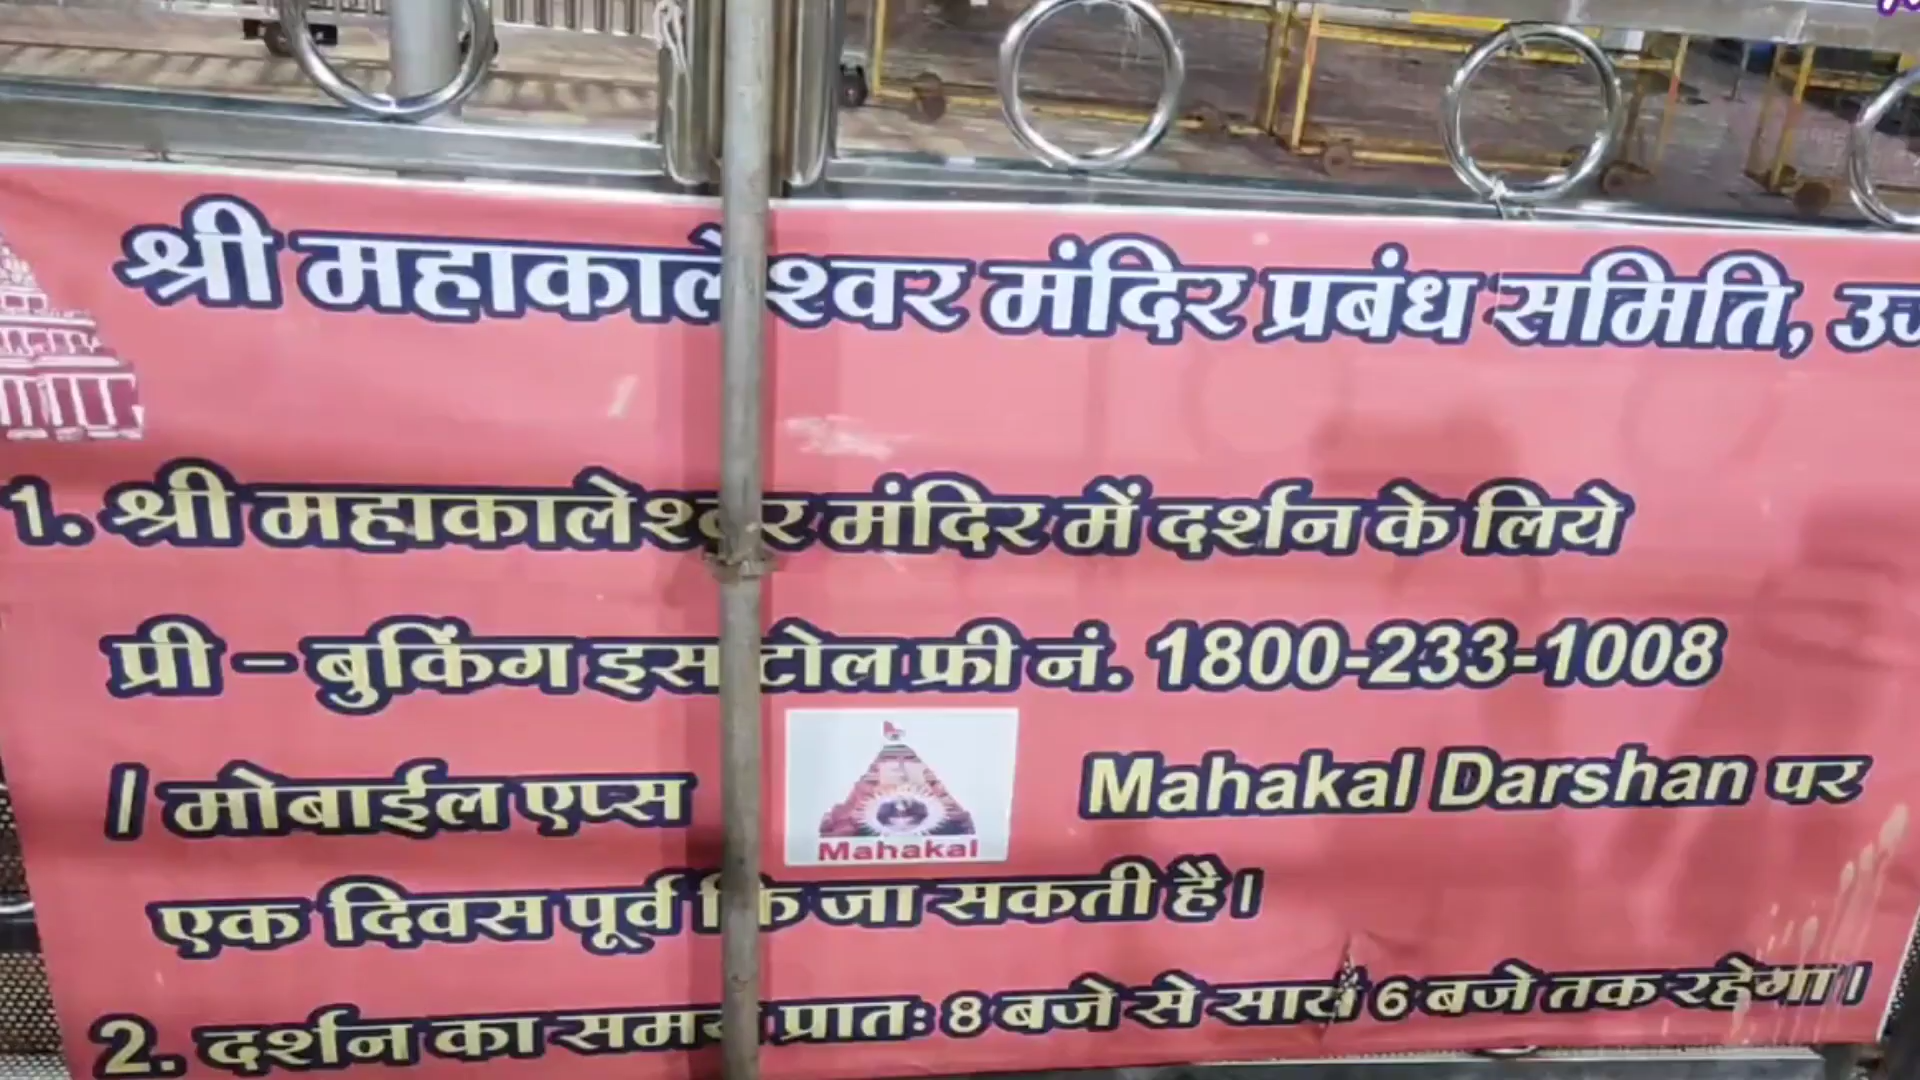 श्री महाकालेश्वर मंदिर प्रबंध समिति,
1. श्री महाकालेश्वर मंदिर में दर्शन के लिये
प्री - बुकिंग इस टोल फ्री नं. 1800-233-1008
/ मोबाईल एप्स Mahakal Darshan पर
Mahakal
एक दिवस पूर्व कि जा सकती है।
2. दर्शन का समय प्रातः 8 बजे से सायं 6 बजे तक रहेगा।